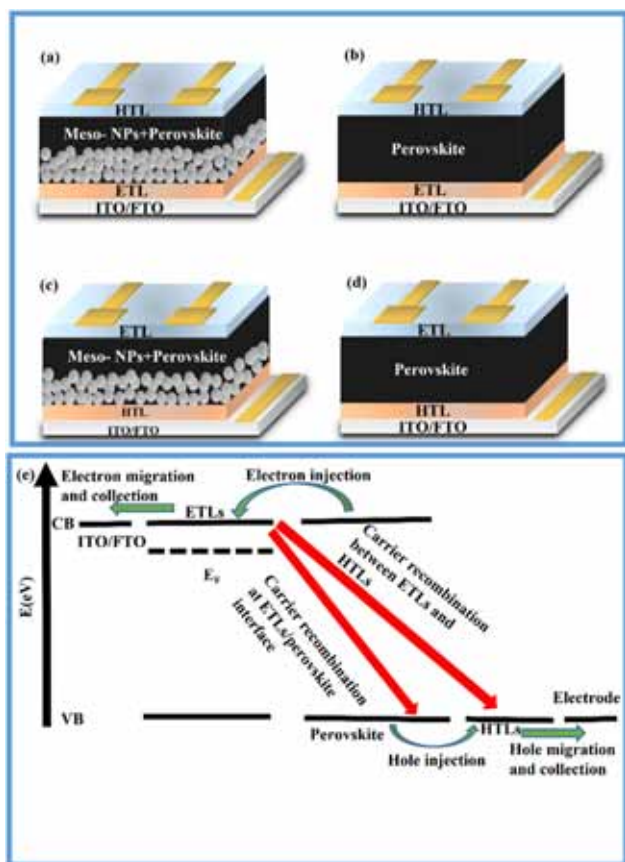 (a)
HTL
Meso- NPs+Perovskite
ETL
ITO/FTO
(b)
HTL
Perovskite
ETL
ITO/FTO
(c)
ETL
Meso- NPs+Perovskite
HTL
ITO/FTO
(d)
ETL
Perovskite
HTL
ITO/FTO
(e)
Electron migration
and collection
Electron injection
ETLs
CB
ITO/FTO
E(eV)
Carrier recombination
between ETLs and
HTLs
Carrier recombination
at ETLs/perovskite
interface
VB
Perovskite
HTLs
Electrode
Hole injection
Hole migration
and collection